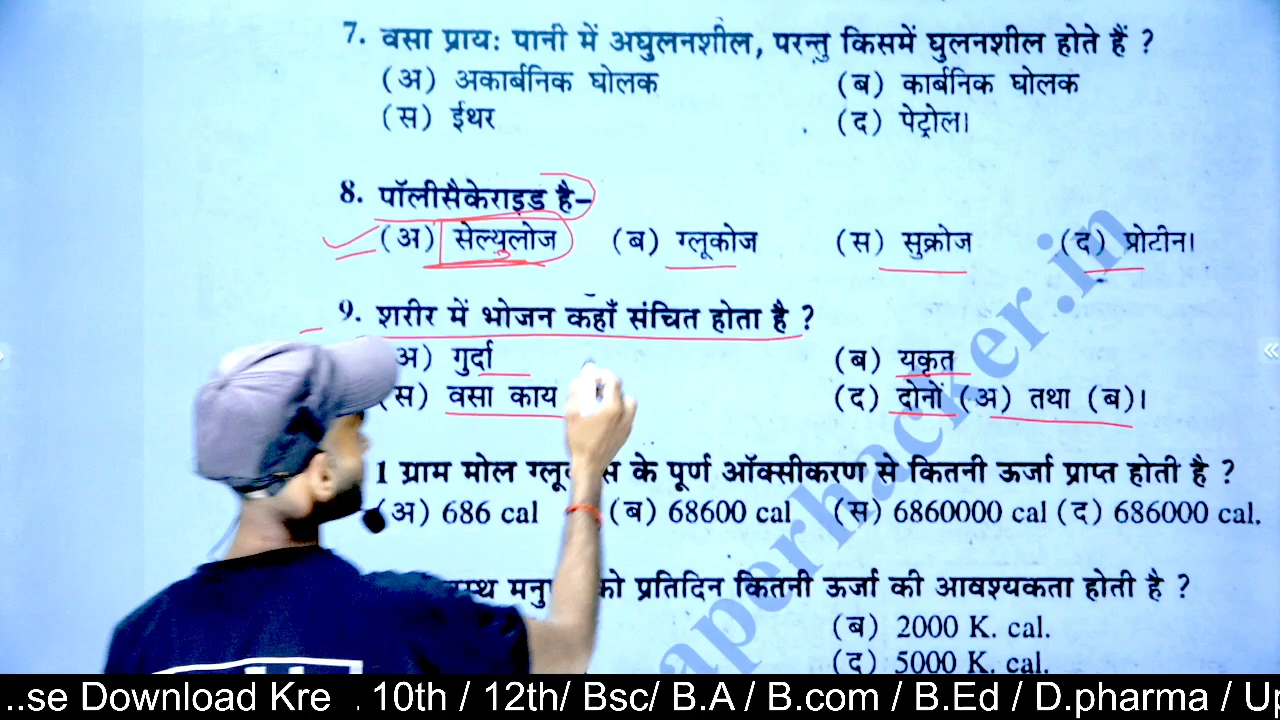 7. वसा प्रायः पानी में अघुलनशील, परन्तु किसमें घुलनशील होते हैं ?
(अ) अकार्बनिक घोलक (ब) कार्बनिक घोलक
(स) ईथर (द) पेट्रोल।
8. पॉलीसैकेराइड है–
(अ) सेल्युलोज (ब) ग्लूकोज (स) सुक्रोज (द) प्रोटीन।
9. शरीर में भोजन कहाँ संचित होता है ?
अ) गुर्दा (ब) यकृत
(स) वसा काय (द) दोनों (अ) तथा (ब)।
1 ग्राम मोल के पूर्ण ऑक्सीकरण से कितनी ऊर्जा प्राप्त होती है ?
(अ) 686 cal (ब) 68600 cal (स) 6860000 cal (द) 686000 cal.
को प्रतिदिन कितनी ऊर्जा की आवश्यकता होती है ?
(ब) 2000 K. cal.
(द) 5000 K. cal.
aperhacker.in
..se Download Kre . 10th / 12th/ Bsc/ B.A / B.com / B.Ed / D.pharma / Up